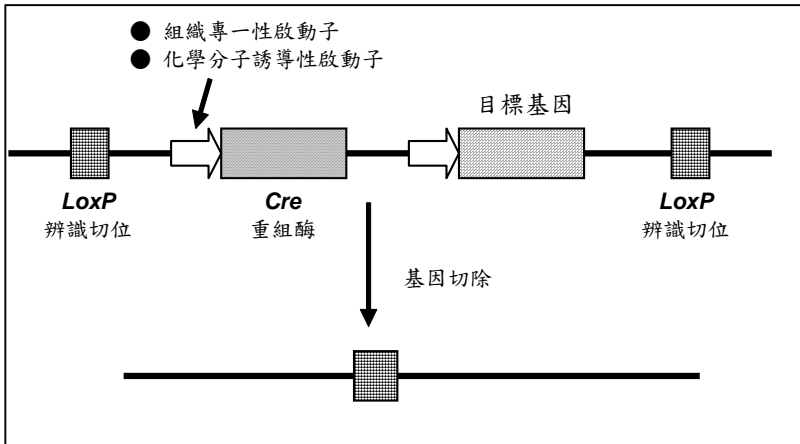 ● 組織專一性啟動子
● 化學分子誘導性啟動子
目標基因
LoxP
辨識切位
Cre
重組酶
LoxP
辨識切位
基因切除